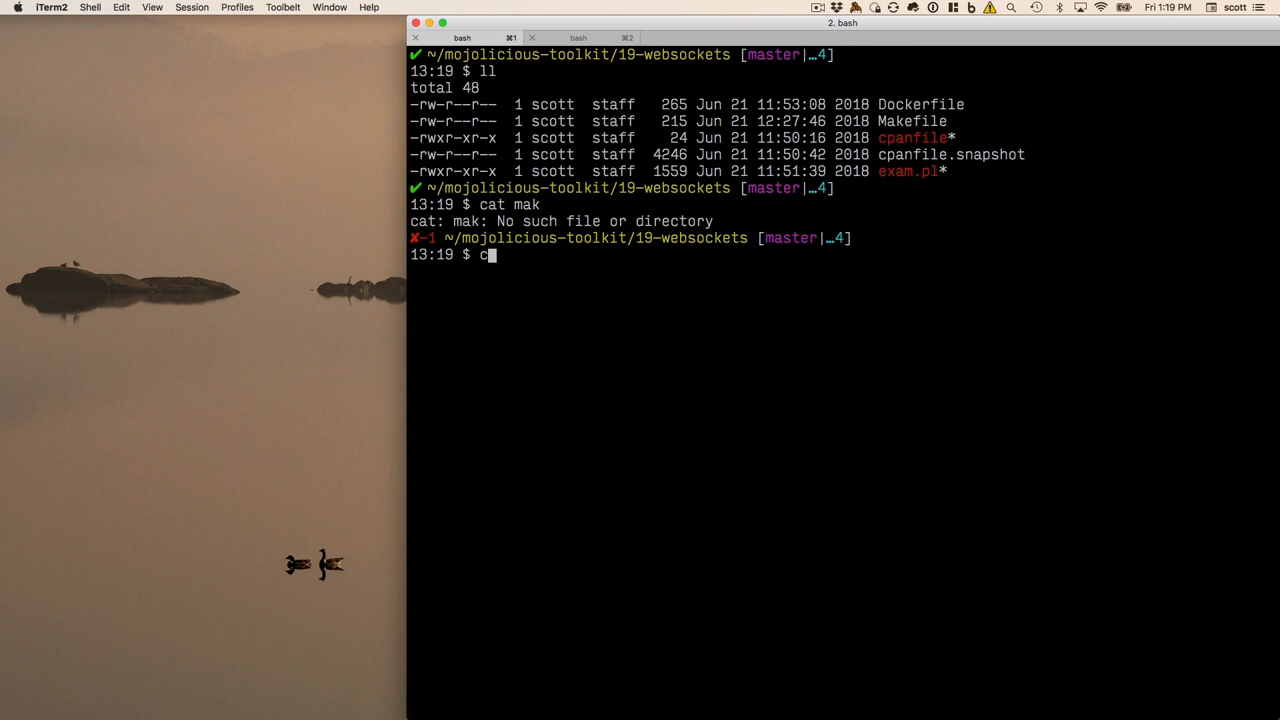 iTerm2 Shell Edit View Session Profiles Toolbelt Window Help Fri 1:19 PM scott
2. bash
bash ⌘1 bash ⌘2
✔ ~/mojolicious-toolkit/19-websockets [master|…4]
13:19 $ ll
total 48
-rw-r--r-- 1 scott staff 265 Jun 21 11:53:08 2018 Dockerfile
-rw-r--r-- 1 scott staff 215 Jun 21 12:27:46 2018 Makefile
-rwxr-xr-x 1 scott staff 24 Jun 21 11:50:16 2018 cpanfile*
-rw-r--r-- 1 scott staff 4246 Jun 21 11:50:42 2018 cpanfile.snapshot
-rwxr-xr-x 1 scott staff 1559 Jun 21 11:51:39 2018 exam.pl*
✔ ~/mojolicious-toolkit/19-websockets [master|…4]
13:19 $ cat mak
cat: mak: No such file or directory
✘-1 ~/mojolicious-toolkit/19-websockets [master|…4]
13:19 $ c